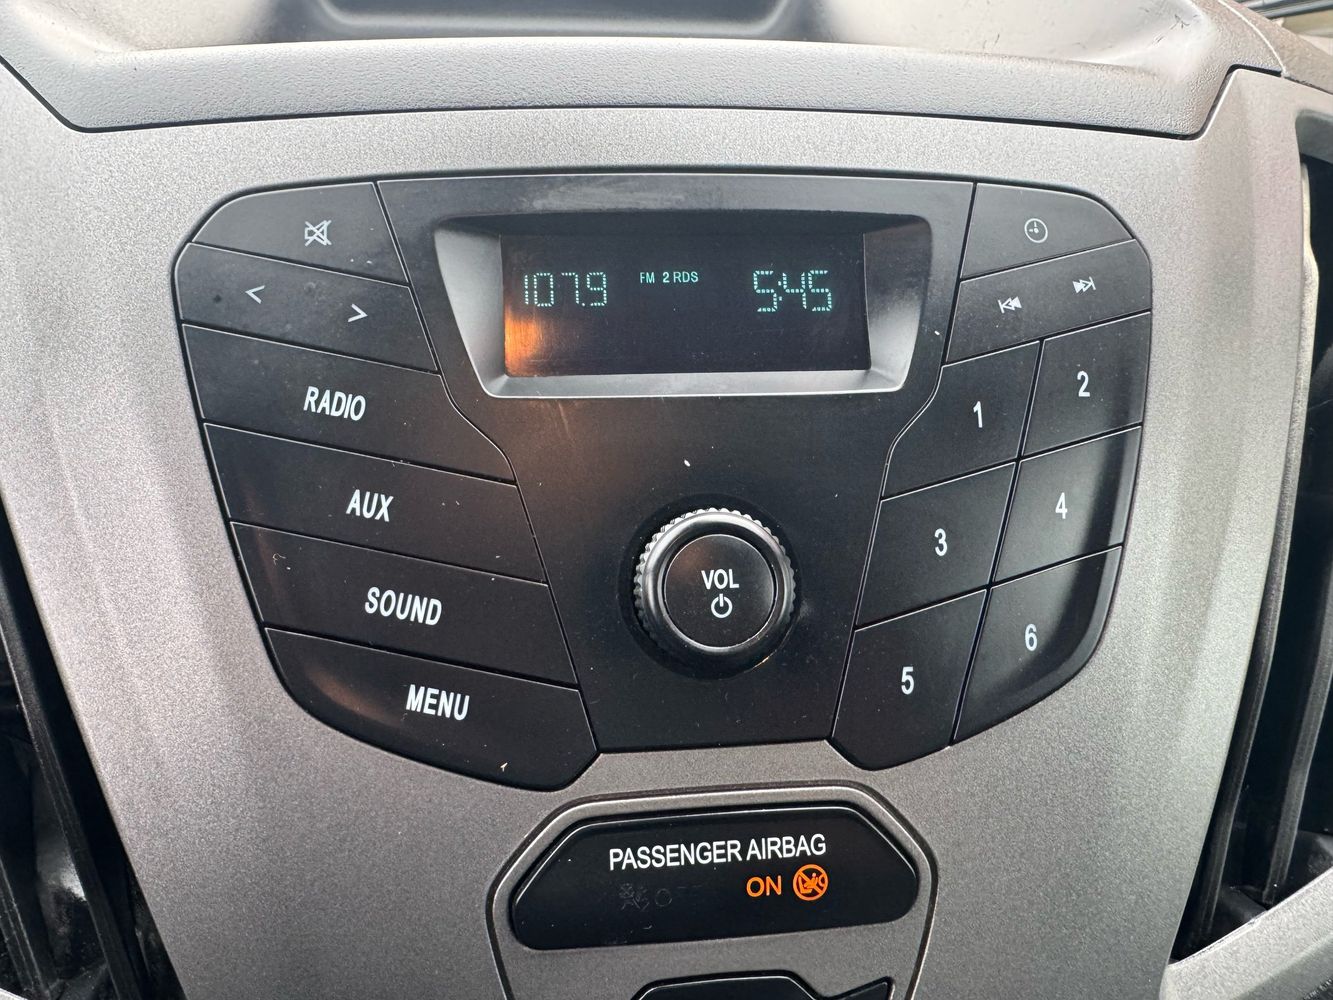 107.9 FM 2 RDS 5:45
RADIO
AUX
SOUND
MENU
VOL
1 2
3 4
5 6
PASSENGER AIRBAG
OFF ON